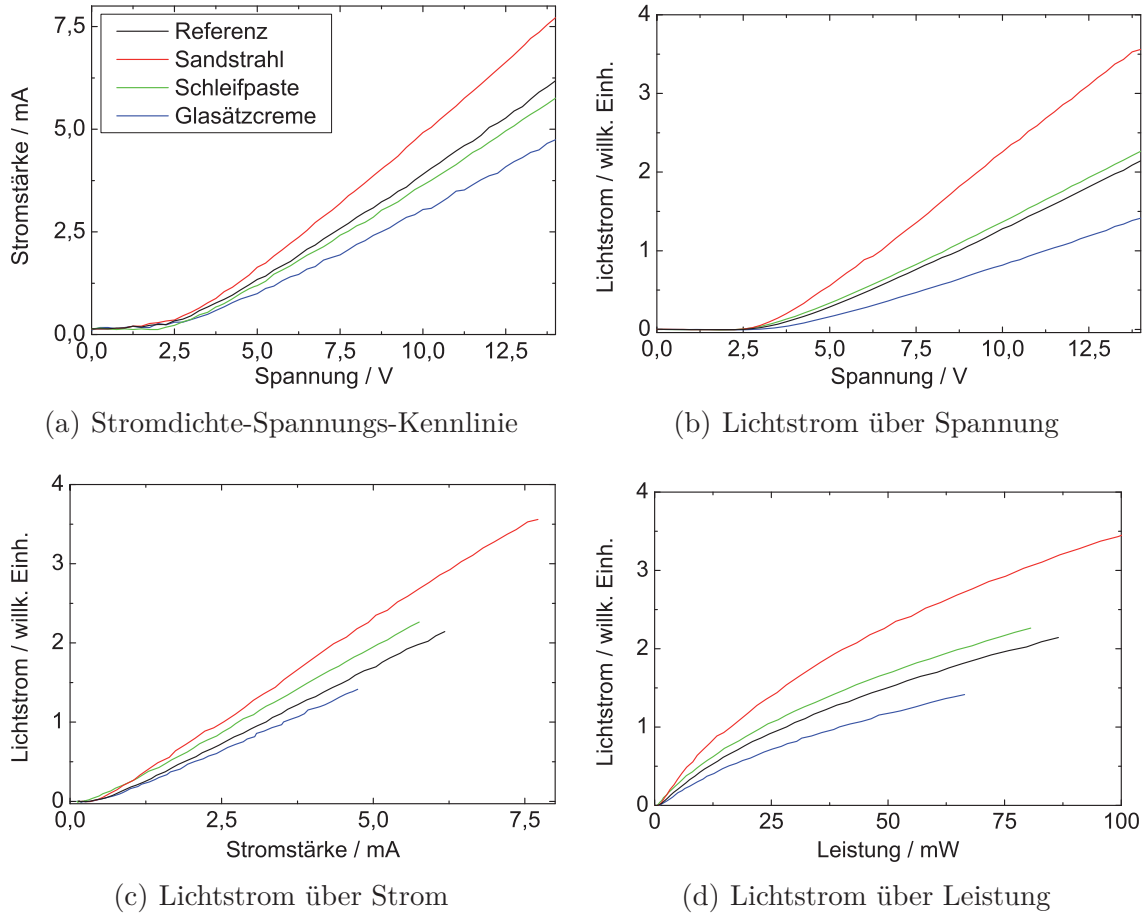 7,5
5,0
2,5
0,0
Stromstärke / mA
Referenz
Sandstrahl
Schleifpaste
Glasätzcreme
0,0 2,5 5,0 7,5 10,0 12,5
Spannung / V
(a) Stromdichte-Spannungs-Kennlinie
4
3
2
1
0
Lichtstrom / willk. Einh.
0,0 2,5 5,0 7,5 10,0 12,5
Spannung / V
(b) Lichtstrom über Spannung
4
3
2
1
0
Lichtstrom / willk. Einh.
0,0 2,5 5,0 7,5
Stromstärke / mA
(c) Lichtstrom über Strom
4
3
2
1
0
Lichtstrom / willk. Einh.
0 25 50 75 100
Leistung / mW
(d) Lichtstrom über Leistung